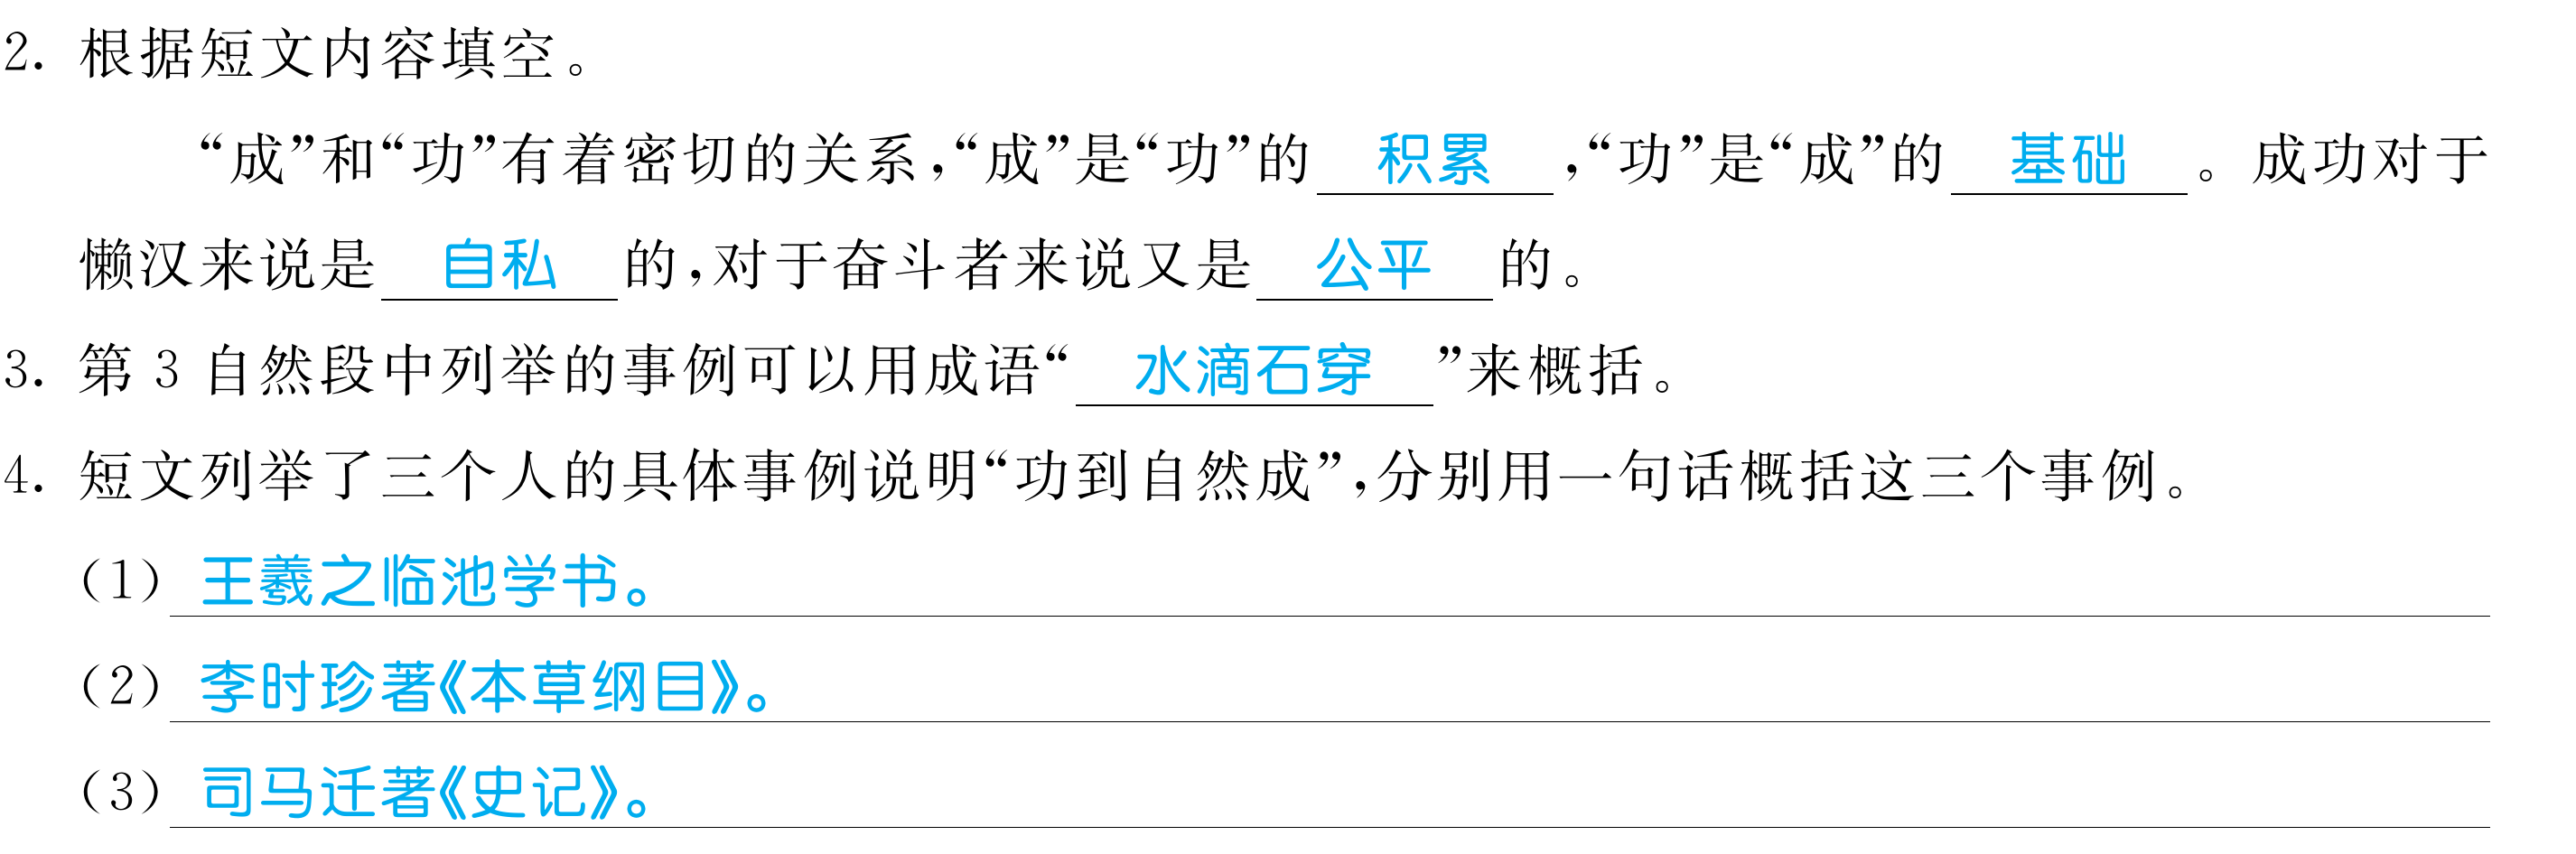 2. 根据短文内容填空。
“成”和“功”有着密切的关系,“成”是“功”的 积累 ,“功”是“成”的 基础 。成功对于
懒汉来说是 自私 的,对于奋斗者来说又是 公平 的。
3. 第 3 自然段中列举的事例可以用成语“ 水滴石穿 ”来概括。
4. 短文列举了三个人的具体事例说明“功到自然成”,分别用一句话概括这三个事例。
(1) 王羲之临池学书。
(2) 李时珍著《本草纲目》。
(3) 司马迁著《史记》。